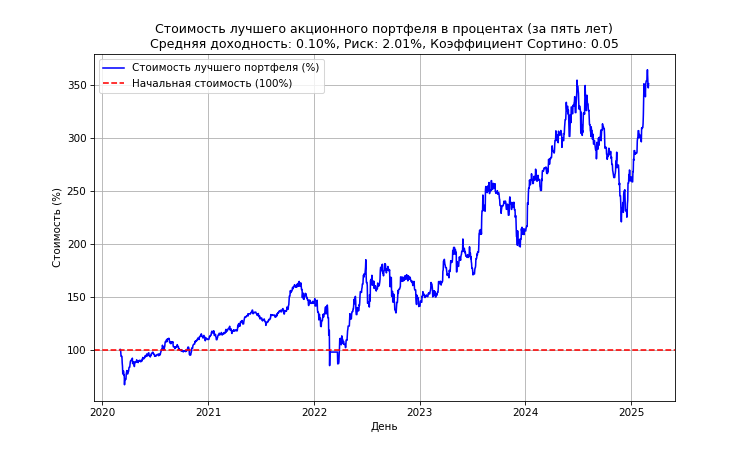 Стоимость лучшего акционного портфеля в процентах (за пять лет)
Средняя доходность: 0.10%, Риск: 2.01%, Коэффициент Сортино: 0.05
Стоимость лучшего портфеля (%)
Начальная стоимость (100%)
Стоимость (%)
350
300
250
200
150
100
2020
2021
2022
2023
2024
2025
День